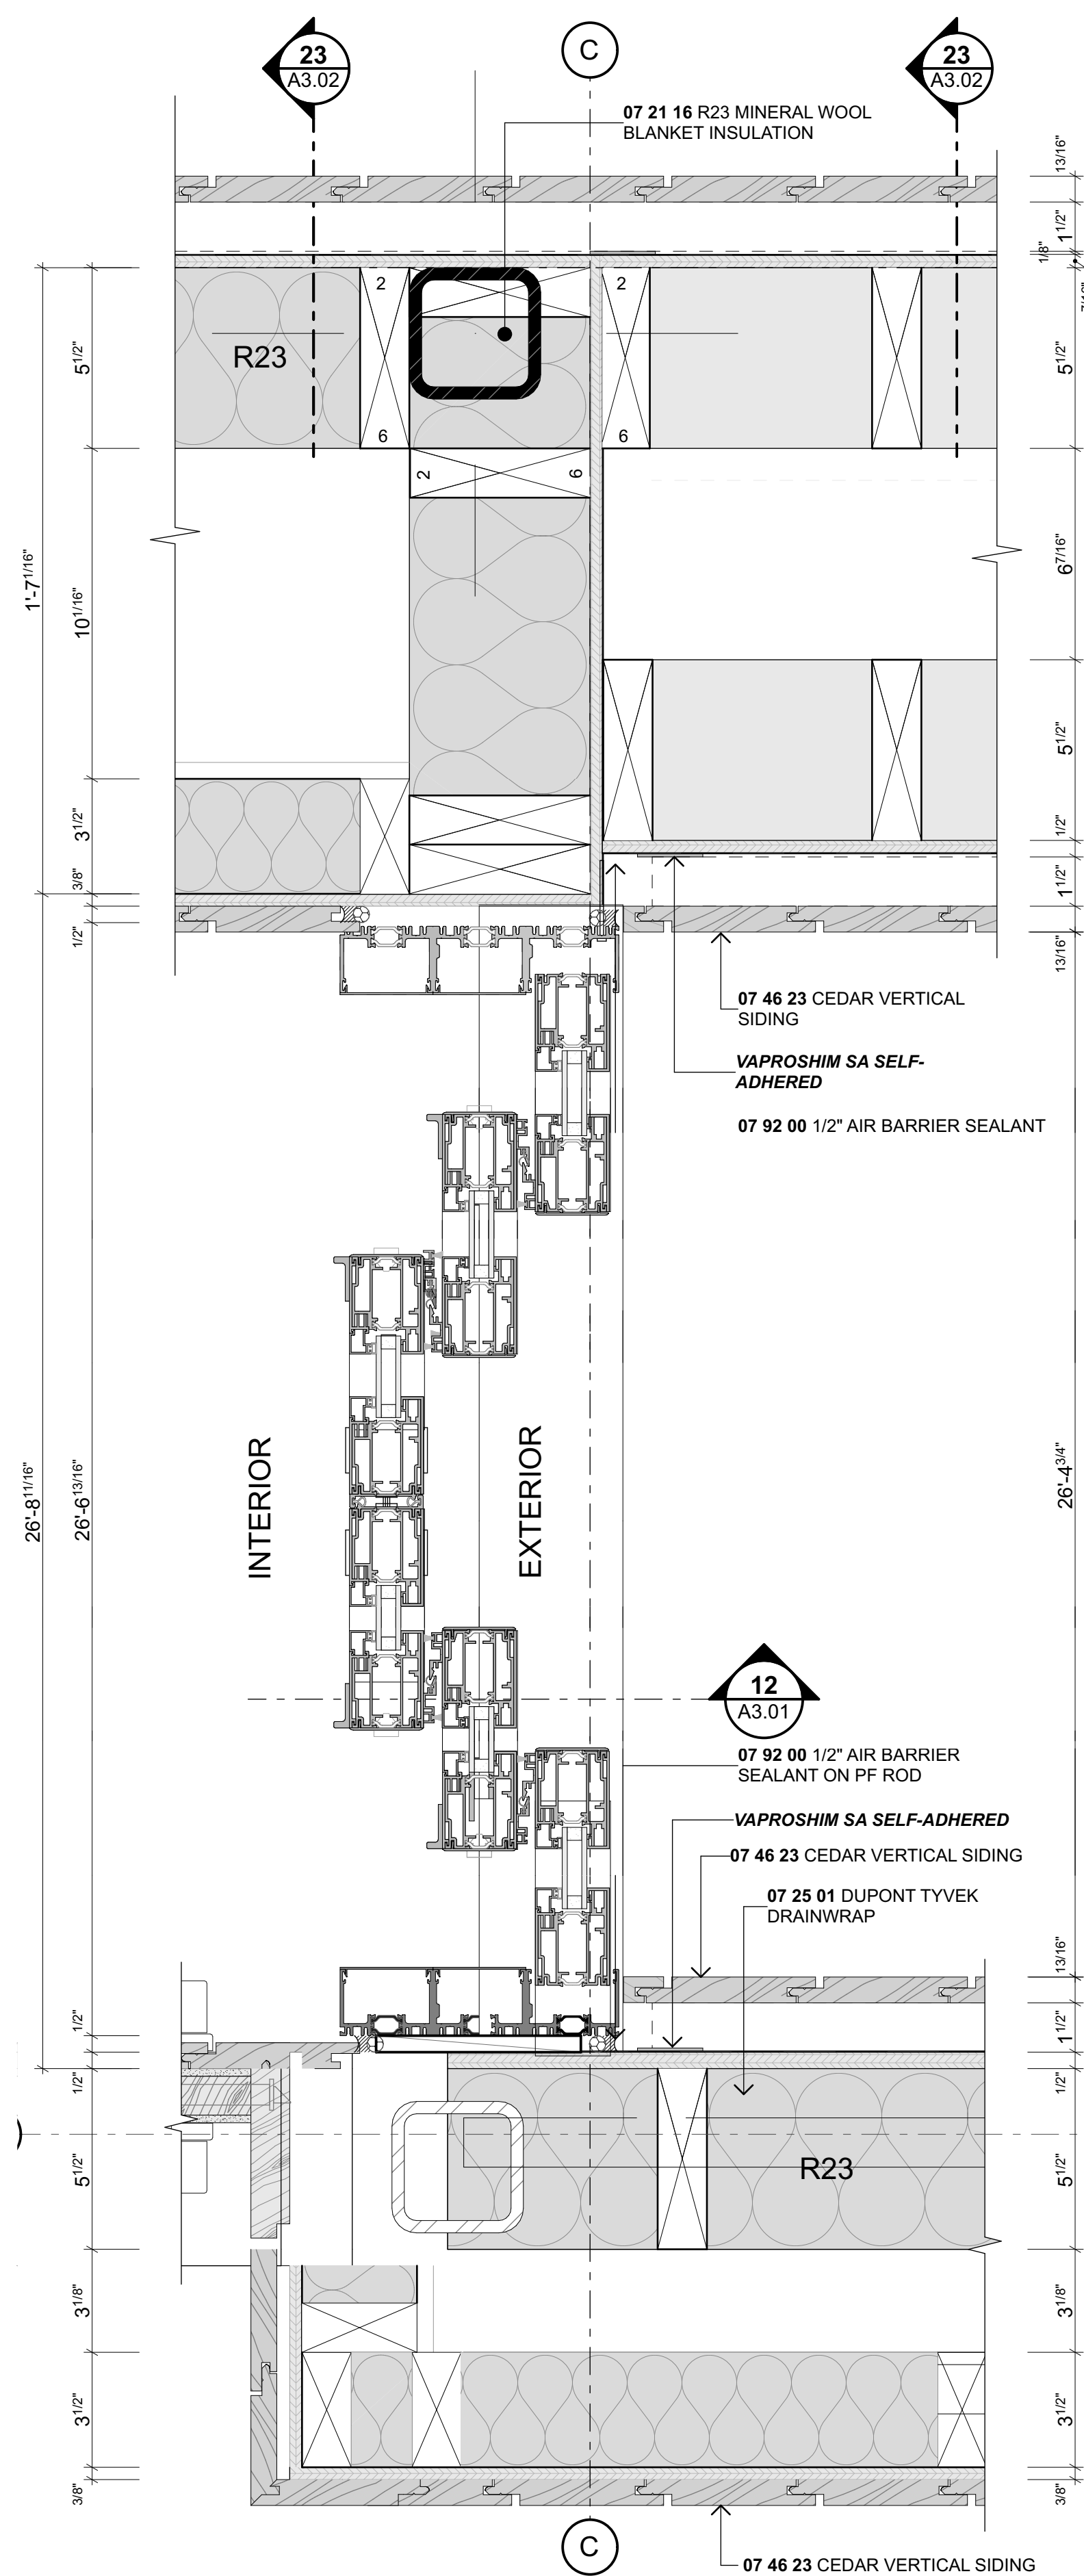 23
A3.02
C
23
A3.02
07 21 16 R23 MINERAL WOOL
BLANKET INSULATION
13/16"
1 1/2"
1/8"
2
2
R23
5 1/2"
5 1/2"
6
6
2
6
1'-7 1/16"
10 1/16"
6 7/16"
5 1/2"
3 1/2"
1/2"
3/8"
1 1/2"
1/2"
13/16"
07 46 23 CEDAR VERTICAL
SIDING
VAPROSHIM SA SELF-
ADHERED
07 92 00 1/2" AIR BARRIER SEALANT
INTERIOR
EXTERIOR
26'-8 11/16"
26'-6 13/16"
26'-4 3/4"
12
A3.01
07 92 00 1/2" AIR BARRIER
SEALANT ON PF ROD
VAPROSHIM SA SELF-ADHERED
07 46 23 CEDAR VERTICAL SIDING
07 25 01 DUPONT TYVEK
DRAINWRAP
13/16"
1/2"
1 1/2"
1/2"
1/2"
5 1/2"
R23
5 1/2"
3 1/8"
3 1/8"
3 1/2"
3 1/2"
3/8"
3/8"
C
07 46 23 CEDAR VERTICAL SIDING